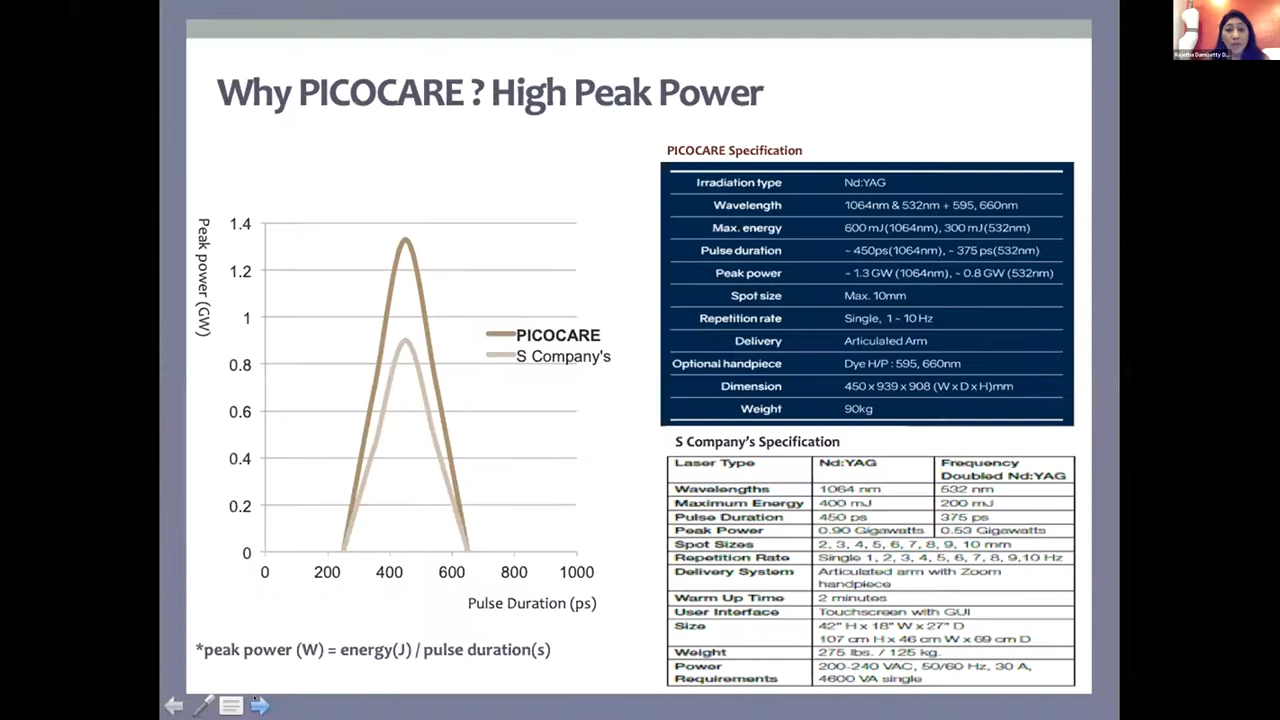 Why PICOCARE ? High Peak Power
PICOCARE Specification
Irradiation type Nd:YAG
Wavelength 1064nm & 532nm + 595, 660nm
Max. energy 600 mJ(1064nm), 300 mJ(532nm)
Pulse duration ~ 450ps(1064nm), ~ 375 ps(532nm)
Peak power ~ 1.3 GW (1064nm), ~ 0.8 GW (532nm)
Spot size Max. 10mm
Repetition rate Single, 1 ~ 10 Hz
Delivery Articulated Arm
Optional handpiece Dye H/P : 595, 660nm
Dimension 450 x 939 x 908 (W x D x H)mm
Weight 90kg
Peak power (GW)
1.4
1.2
1
0.8
0.6
0.4
0.2
0
0 200 400 600 800 1000
Pulse Duration (ps)
PICOCARE
S Company's
*peak power (W) = energy(J) / pulse duration(s)
S Company's Specification
Laser Type Nd:YAG Frequency
Doubled Nd:YAG
Wavelengths 1064 nm 532 nm
Maximum Energy 400 mJ 200 mJ
Pulse Duration 450 ps 375 ps
Peak Power 0.90 Gigawatts 0.53 Gigawatts
Spot Sizes 2, 3, 4, 5, 6, 7, 8, 9, 10 mm
Repetition Rate Single 1, 2, 3, 4, 5, 6, 7, 8, 9,10 Hz
Delivery System Articulated arm with Zoom
handpiece
Warm Up Time 2 minutes
User Interface Touchscreen with GUI
Size 42" H x 18" W x 27" D
107 cm H x 46 cm W x 69 cm D
Weight 275 lbs. / 125 kg.
Power 200-240 VAC, 50/60 Hz, 30 A,
Requirements 4600 VA single
Rajetha Damisetty D...